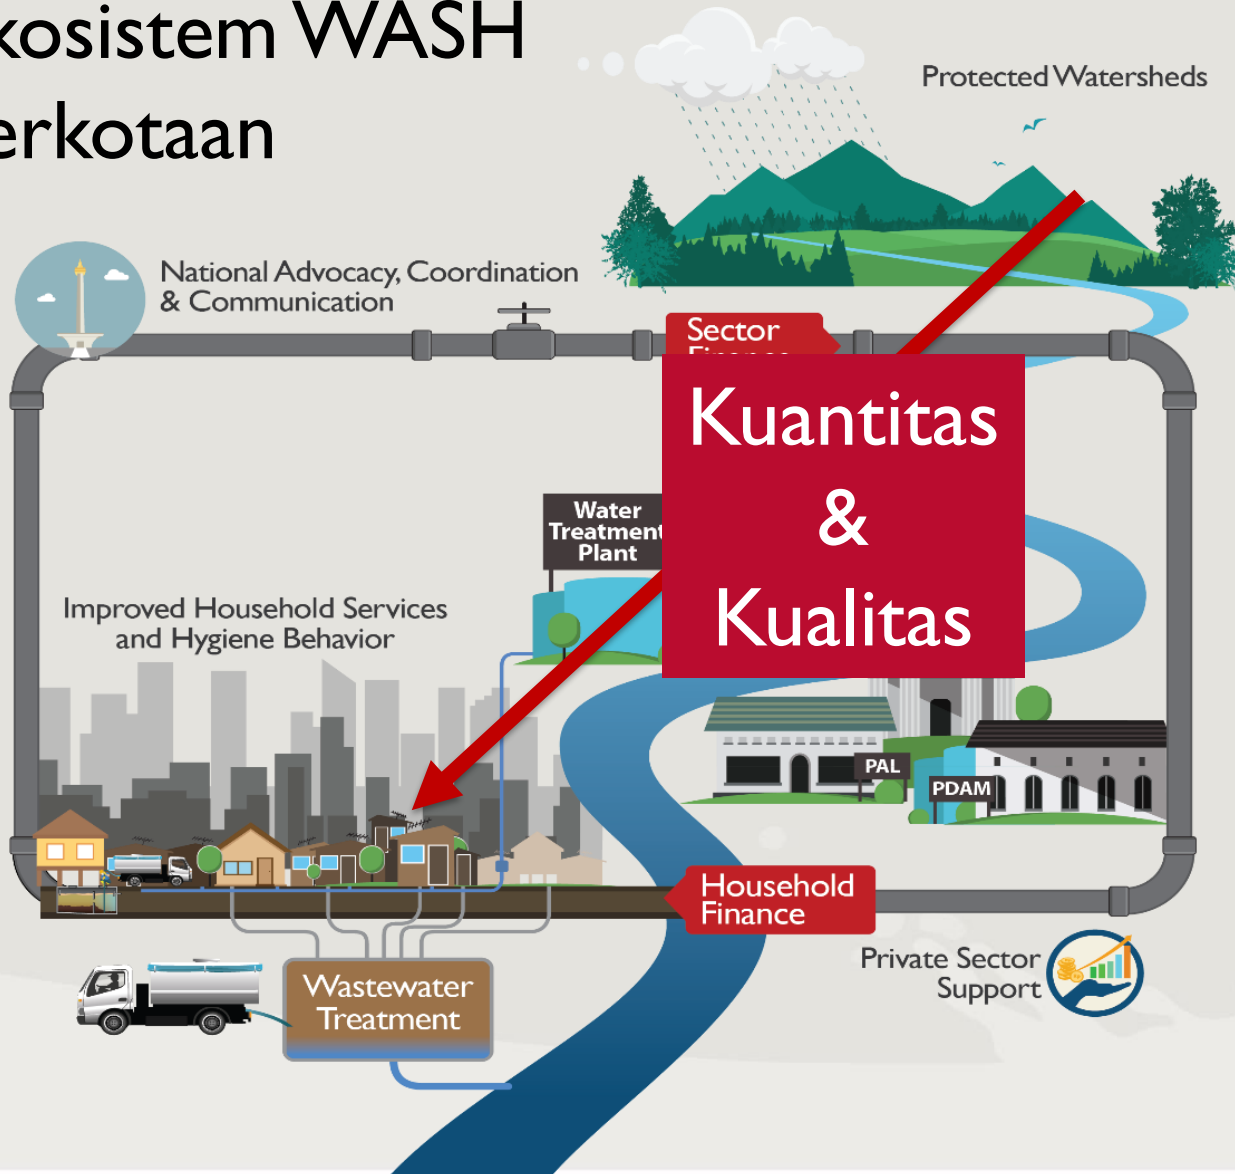 kosistem WASH
erkotaan
Protected Watersheds
National Advocacy, Coordination
& Communication
Sector
Kuantitas
&
Kualitas
Water
Treatment
Plant
Improved Household Services
and Hygiene Behavior
PAL
PDAM
Household
Finance
Private Sector
Support
Wastewater
Treatment